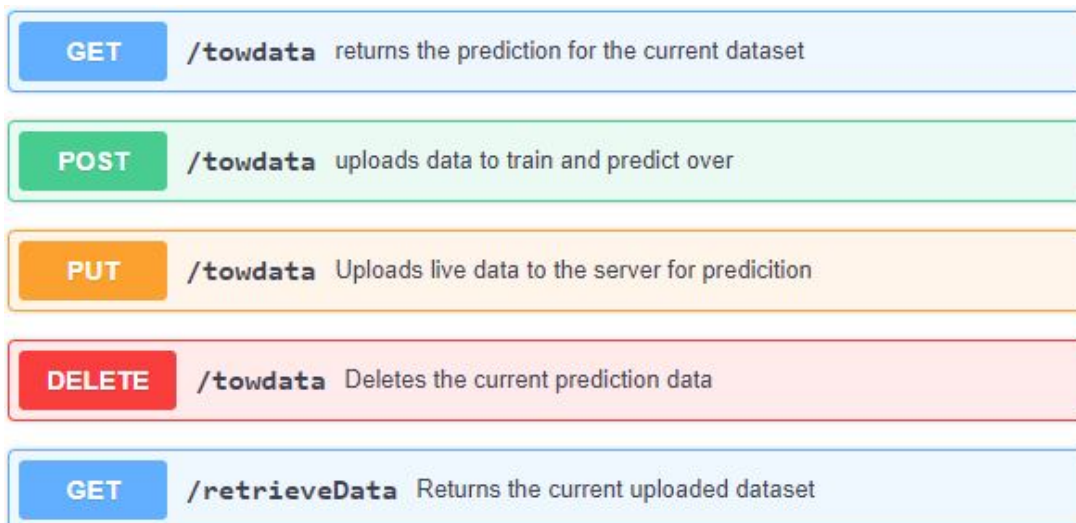 GET /towdata returns the prediction for the current dataset
POST /towdata uploads data to train and predict over
PUT /towdata Uploads live data to the server for predicition
DELETE /towdata Deletes the current prediction data
GET /retrieveData Returns the current uploaded dataset